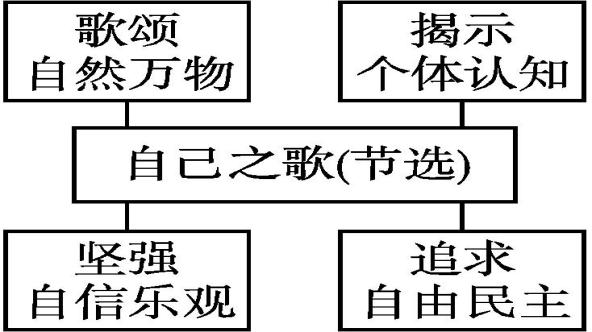 歌颂
自然万物
揭示
个体认知
自己之歌(节选)
坚强
自信乐观
追求
自由民主